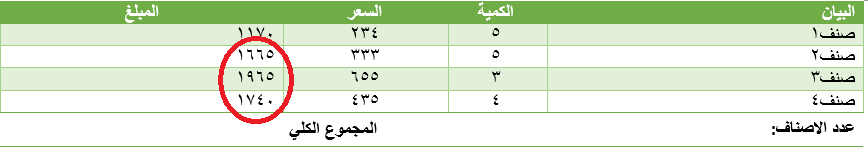 البيان الكمية السعر المبلغ
صنف١ ٥ ٢٣٤ ١١٧٠
صنف٢ ٥ ٣٣٣ ١٦٦٥
صنف٣ ٣ ٦٥٥ ١٩٦٥
صنف٤ ٤ ٤٣٥ ١٧٤٠
عدد الاصناف: المجموع الكلي